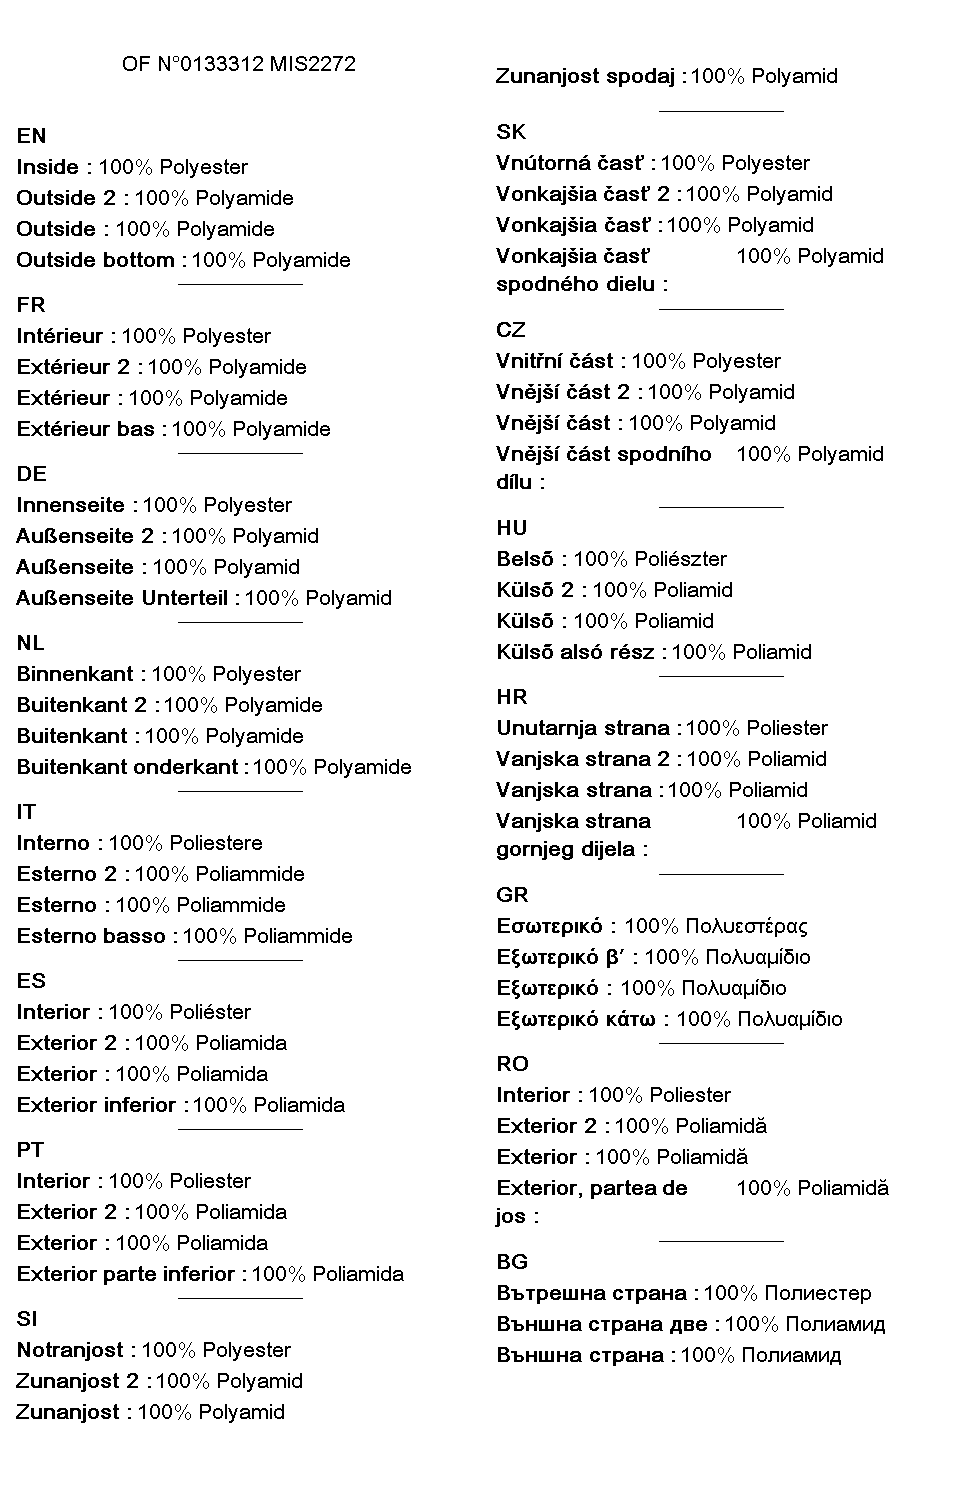 OF N°0133312 MIS2272
EN
Inside : 100% Polyester
Outside 2 : 100% Polyamide
Outside : 100% Polyamide
Outside bottom : 100% Polyamide
FR
Intérieur : 100% Polyester
Extérieur 2 : 100% Polyamide
Extérieur : 100% Polyamide
Extérieur bas : 100% Polyamide
DE
Innenseite : 100% Polyester
Außenseite 2 : 100% Polyamid
Außenseite : 100% Polyamid
Außenseite Unterteil : 100% Polyamid
NL
Binnenkant : 100% Polyester
Buitenkant 2 : 100% Polyamide
Buitenkant : 100% Polyamide
Buitenkant onderkant : 100% Polyamide
IT
Interno : 100% Poliestere
Esterno 2 : 100% Poliammide
Esterno : 100% Poliammide
Esterno basso : 100% Poliammide
ES
Interior : 100% Poliéster
Exterior 2 : 100% Poliamida
Exterior : 100% Poliamida
Exterior inferior : 100% Poliamida
PT
Interior : 100% Poliester
Exterior 2 : 100% Poliamida
Exterior : 100% Poliamida
Exterior parte inferior : 100% Poliamida
SI
Notranjost : 100% Polyester
Zunanjost 2 : 100% Polyamid
Zunanjost : 100% Polyamid
Zunanjost spodaj : 100% Polyamid
SK
Vnútorná časť : 100% Polyester
Vonkajšia časť 2 : 100% Polyamid
Vonkajšia časť : 100% Polyamid
Vonkajšia časť 100% Polyamid
spodného dielu :
CZ
Vnitřní část : 100% Polyester
Vnější část 2 : 100% Polyamid
Vnější část : 100% Polyamid
Vnější část spodního 100% Polyamid
dílu :
HU
Belsõ : 100% Poliészter
Külsõ 2 : 100% Poliamid
Külsõ : 100% Poliamid
Külsõ alsó rész : 100% Poliamid
HR
Unutarnja strana : 100% Poliester
Vanjska strana 2 : 100% Poliamid
Vanjska strana : 100% Poliamid
Vanjska strana 100% Poliamid
gornjeg dijela :
GR
Εσωτερικό : 100% Πολυεστέρας
Εξωτερικό β΄ : 100% Πολυαμίδιο
Εξωτερικό : 100% Πολυαμίδιο
Εξωτερικό κάτω : 100% Πολυαμίδιο
RO
Interior : 100% Poliester
Exterior 2 : 100% Poliamidă
Exterior : 100% Poliamidă
Exterior, partea de 100% Poliamidă
jos :
BG
Вътрешна страна : 100% Полиестер
Външна страна две : 100% Полиамид
Външна страна : 100% Полиамид